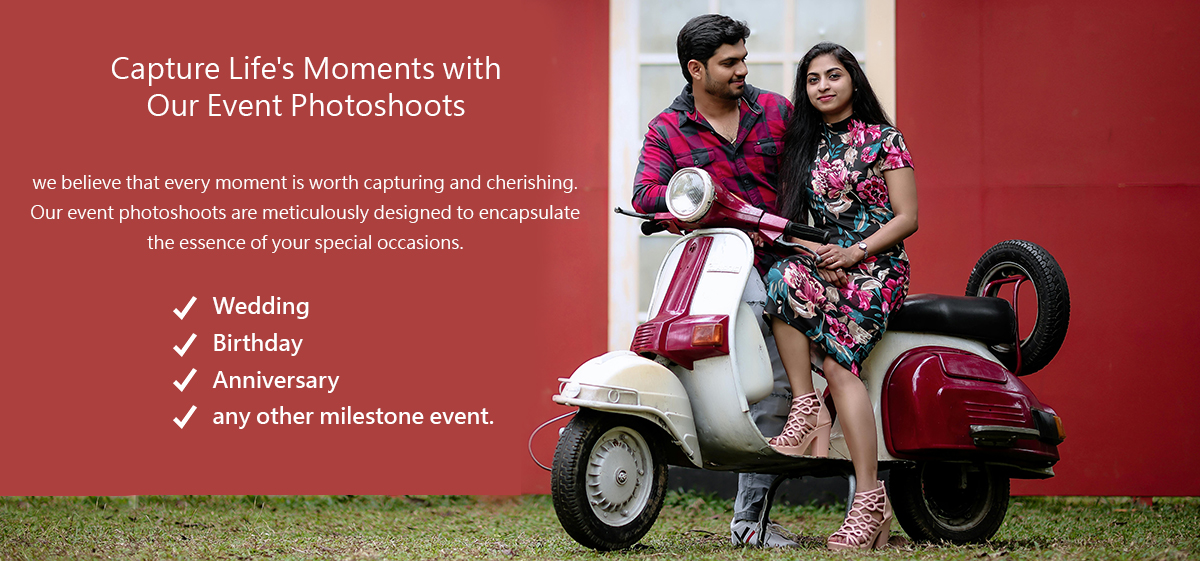 Capture Life's Moments with
Our Event Photoshoots
we believe that every moment is worth capturing and cherishing.
Our event photoshoots are meticulously designed to encapsulate
the essence of your special occasions.
Wedding
Birthday
Anniversary
any other milestone event.